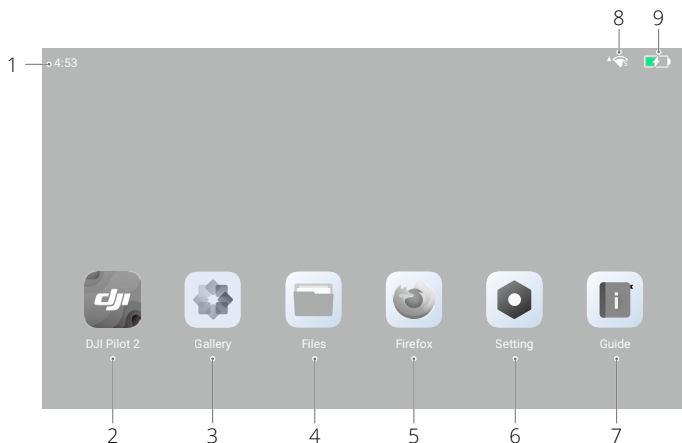 8 9
1 4:53
dji
i
DJI Pilot 2 Gallery Files Firefox Setting Guide
2 3 4 5 6 7